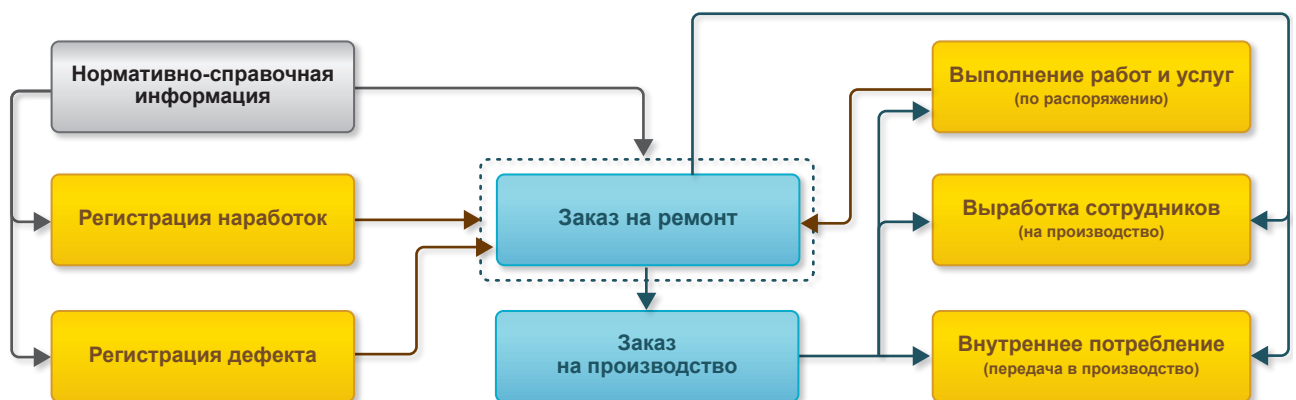 Нормативно-справочная
информация
Выполнение работ и услуг
(по распоряжению)
Регистрация наработок
Заказ на ремонт
Выработка сотрудников
(на производство)
Регистрация дефекта
Заказ
на производство
Внутреннее потребление
(передача в производство)